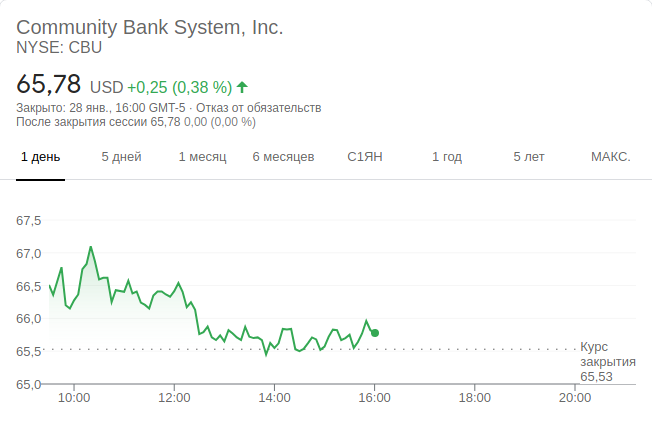 Community Bank System, Inc.
NYSE: CBU
65,78 USD +0,25 (0,38 %)
Закрыто: 28 янв., 16:00 GMT-5 · Отказ от обязательств
После закрытия сессии 65,78 0,00 (0,00 %)
1 день 5 дней 1 месяц 6 месяцев С1ЯН 1 год 5 лет МАКС.
67,5
67,0
66,5
66,0
65,5
65,0
Курс
закрытия
65,53
10:00 12:00 14:00 16:00 18:00 20:00